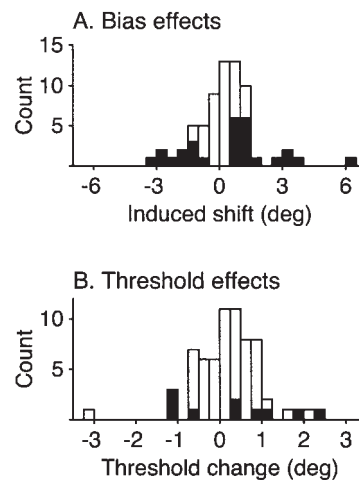 A. Bias effects
15
10
5
Count
-6 -3 0 3 6
Induced shift (deg)
B. Threshold effects
10
5
Count
-3 -2 -1 0 1 2 3
Threshold change (deg)